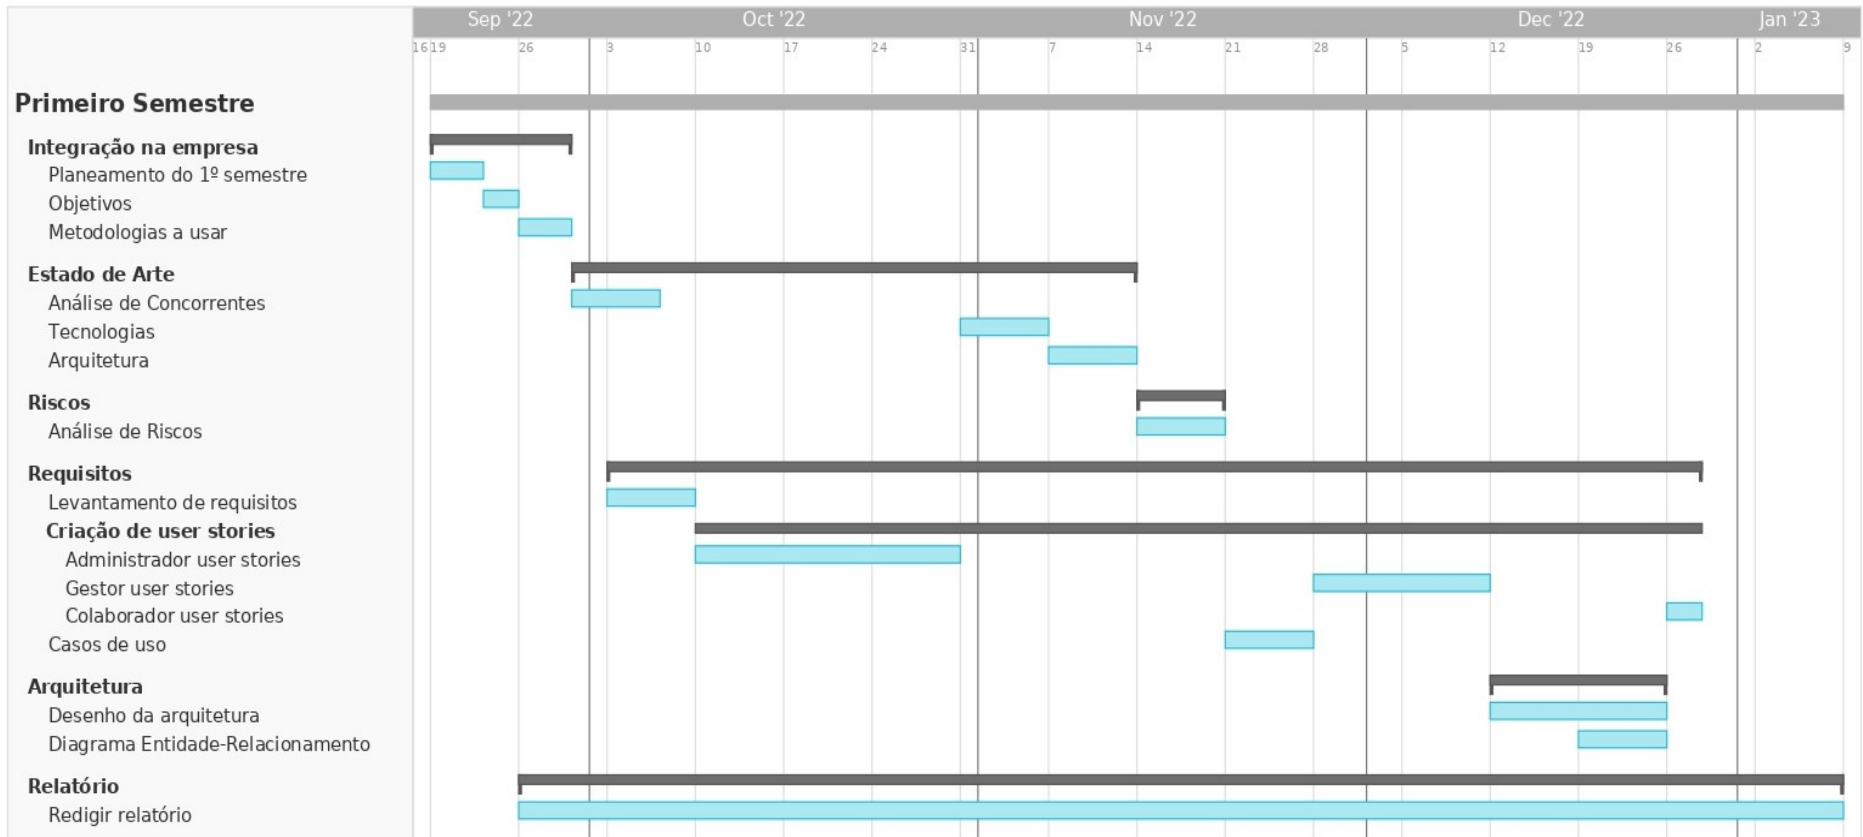 Sep '22 Oct '22 Nov '22 Dec '22 Jan '23
16 19 26 3 10 17 24 31 7 14 21 28 5 12 19 26 2 9
Primeiro Semestre
Integração na empresa
Planeamento do 1º semestre
Objetivos
Metodologias a usar
Estado de Arte
Análise de Concorrentes
Tecnologias
Arquitetura
Riscos
Análise de Riscos
Requisitos
Levantamento de requisitos
Criação de user stories
Administrador user stories
Gestor user stories
Colaborador user stories
Casos de uso
Arquitetura
Desenho da arquitetura
Diagrama Entidade-Relacionamento
Relatório
Redigir relatório